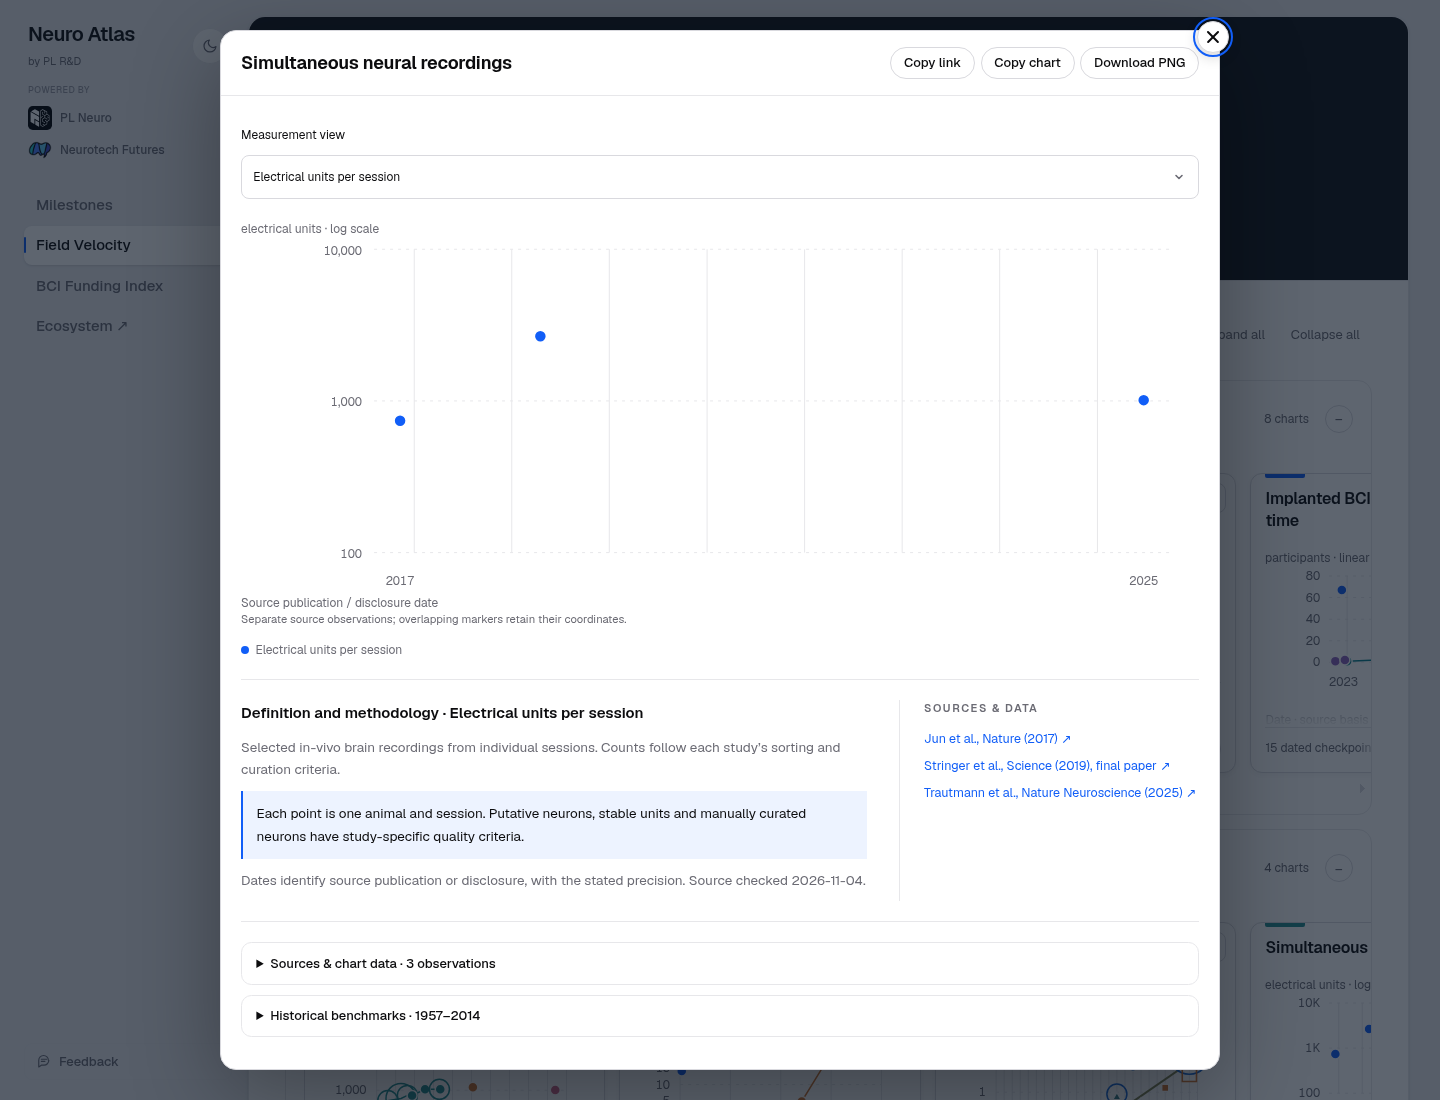 Neuro Atlas
by PL R&D
POWERED BY
PL Neuro
Neurotech Futures
Milestones
Field Velocity
BCI Funding Index
Ecosystem ↗
Feedback
Simultaneous neural recordings
Copy link
Copy chart
Download PNG
Measurement view
Electrical units per session
electrical units · log scale
10,000
1,000
100
2017
2025
Source publication / disclosure date
Separate source observations; overlapping markers retain their coordinates.
Electrical units per session
Definition and methodology · Electrical units per session
Selected in-vivo brain recordings from individual sessions. Counts follow each study's sorting and
curation criteria.
Each point is one animal and session. Putative neurons, stable units and manually curated
neurons have study-specific quality criteria.
Dates identify source publication or disclosure, with the stated precision. Source checked 2026-11-04.
SOURCES & DATA
Jun et al., Nature (2017) ↗
Stringer et al., Science (2019), final paper ↗
Trautmann et al., Nature Neuroscience (2025) ↗
▶ Sources & chart data · 3 observations
▶ Historical benchmarks · 1957–2014
pand all
Collapse all
8 charts
Implanted BCI
time
participants · linear
80
60
40
20
0
2023
Date · source basis
15 dated checkpoin
4 charts
Simultaneous
electrical units · log
10K
1K
100
1,000
10
5
1